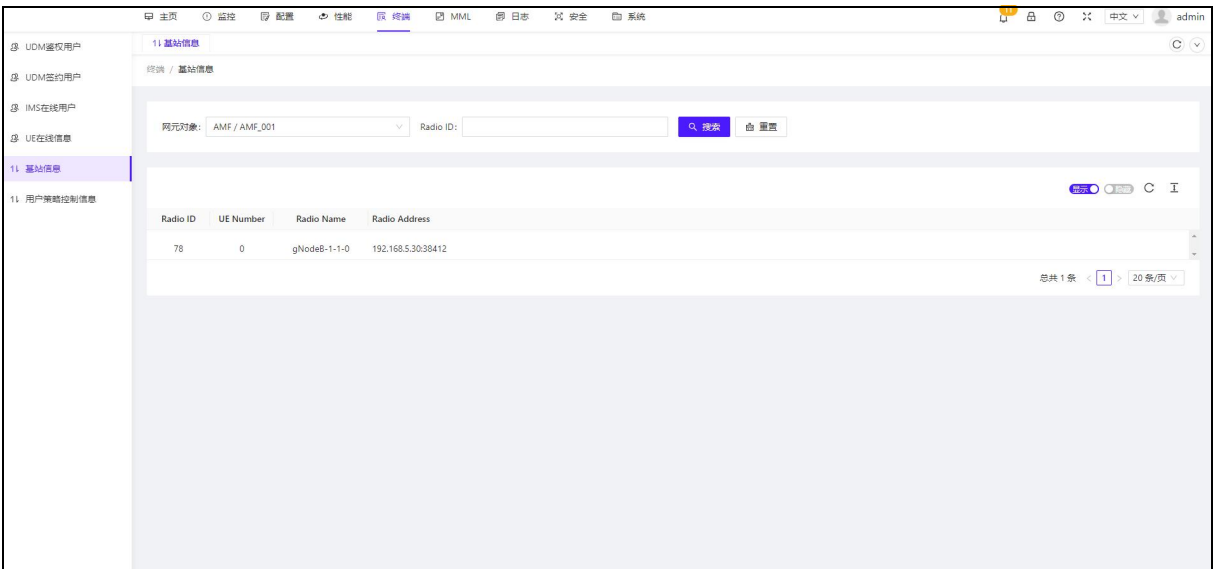 主页 监控 配置 性能 终端 MML 日志 安全 系统 11 中文 admin
UDM鉴权用户
UDM签约用户
IMS在线用户
UE在线信息
基站信息
用户策略控制信息
基站信息
终端 / 基站信息
网元对象: AMF / AMF_001 Radio ID: 搜索 重置
显示 隐藏
Radio ID UE Number Radio Name Radio Address
78 0 gNodeB-1-1-0 192.168.5.30:38412
总共 1 条 < 1 > 20 条/页